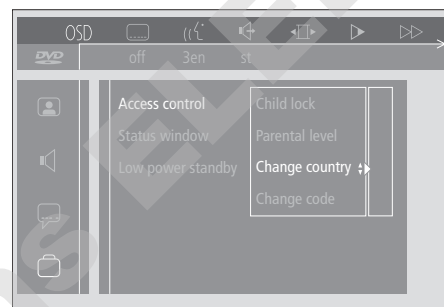 OSD
DVD off 3en st
Access control Child lock
Status window Parental level
Low power standby Change country
Change code